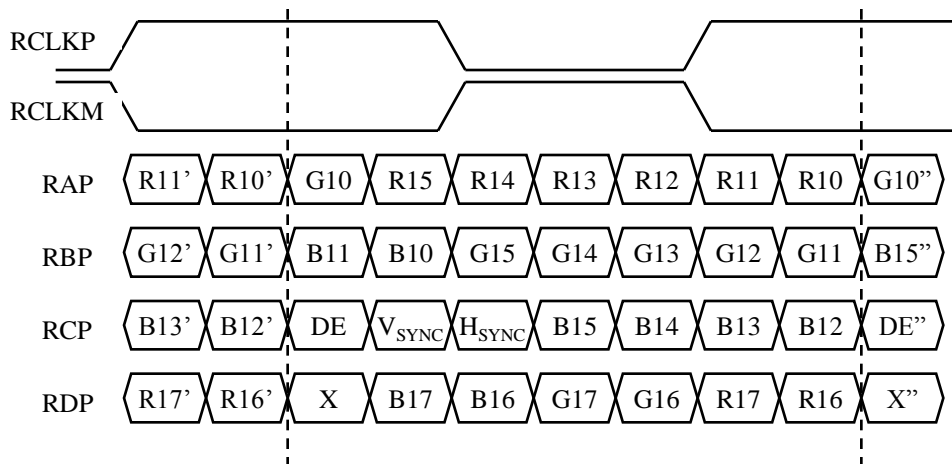 RCLKP
RCLKM
RAP R11’ R10’ G10 R15 R14 R13 R12 R11 R10 G10”
RBP G12’ G11’ B11 B10 G15 G14 G13 G12 G11 B15”
RCP B13’ B12’ DE VSYNC HSYNC B15 B14 B13 B12 DE”
RDP R17’ R16’ X B17 B16 G17 G16 R17 R16 X”